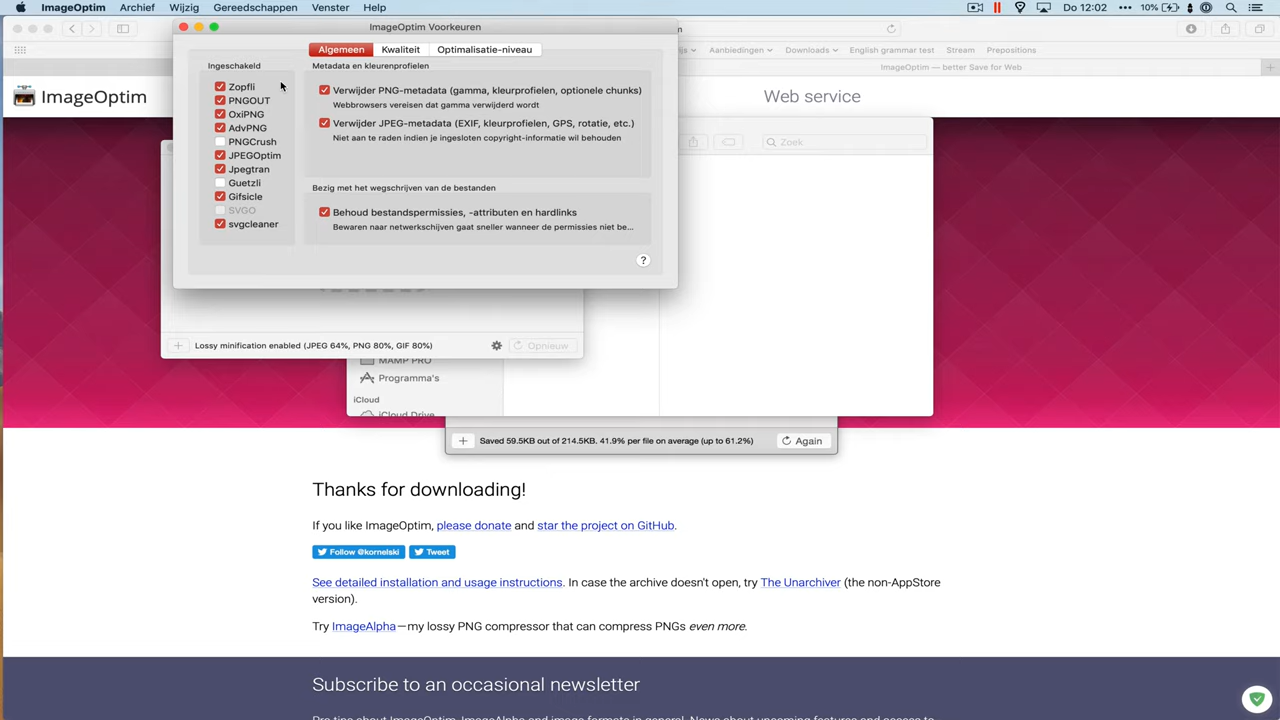 ImageOptim Archief Wijzig Gereedschappen Venster Help
10% Do 12:02
ImageOptim Voorkeuren
Algemeen Kwaliteit Optimalisatie-niveau
Aanbiedingen Downloads English grammar test Stream Prepositions
ImageOptim — better Save for Web
ImageOptim
Web service
Ingeschakeld
Zopfli
PNGOUT
OxiPNG
AdvPNG
PNGCrush
JPEGOptim
Jpegtran
Guetzli
Gifsicle
SVGO
svgcleaner
Metadata en kleurenprofielen
Verwijder PNG-metadata (gamma, kleurprofielen, optionele chunks)
Webbrowsers vereisen dat gamma verwijderd wordt
Verwijder JPEG-metadata (EXIF, kleurprofielen, GPS, rotatie, etc.)
Niet aan te raden indien je ingesloten copyright-informatie wil behouden
Bezig met het wegschrijven van de bestanden
Behoud bestandspermissies, -attributen en hardlinks
Bewaren naar netwerkschijven gaat sneller wanneer de permissies niet be...
?
Zoek
Lossy minification enabled (JPEG 64%, PNG 80%, GIF 80%)
Opnieuw
MAMP PRO
Programma's
iCloud
iCloud Drive
Saved 59.5KB out of 214.5KB. 41.9% per file on average (up to 61.2%)
Again
Thanks for downloading!
If you like ImageOptim, please donate and star the project on GitHub.
Follow @kornelski Tweet
See detailed installation and usage instructions. In case the archive doesn't open, try The Unarchiver (the non-AppStore
version).
Try ImageAlpha—my lossy PNG compressor that can compress PNGs even more.
Subscribe to an occasional newsletter